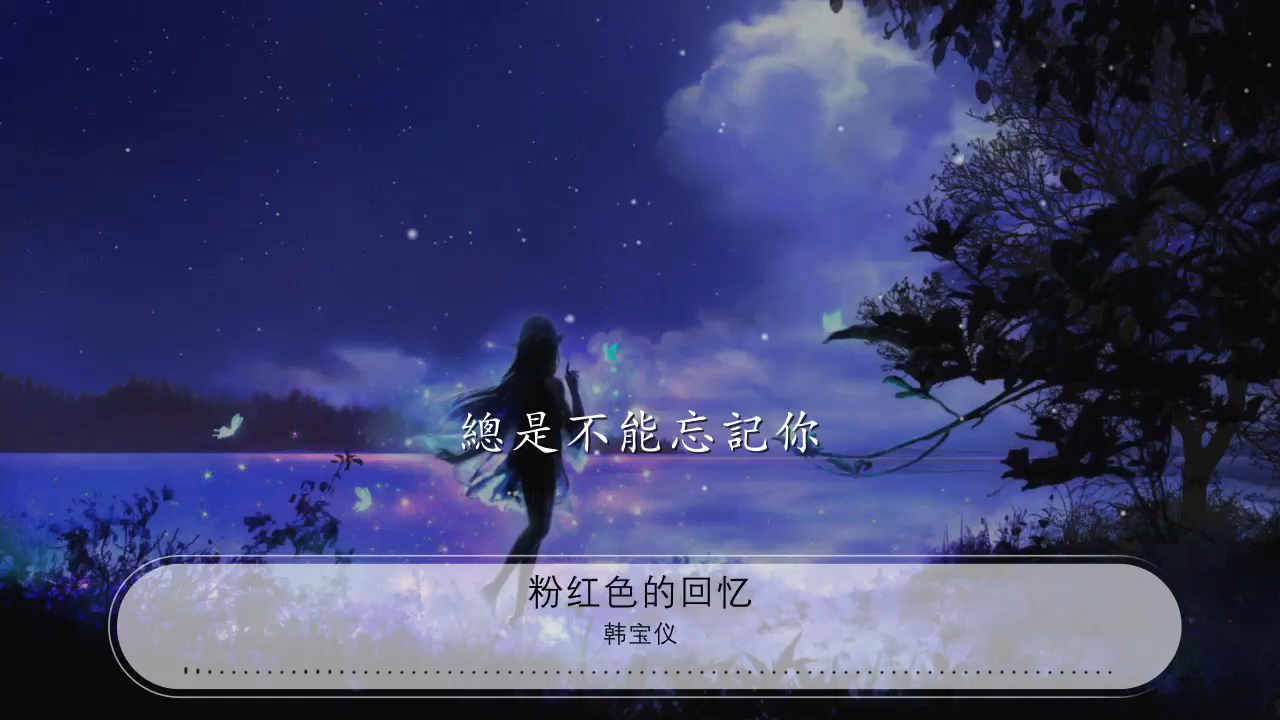 總是不能忘記你
粉红色的回忆
韩宝仪